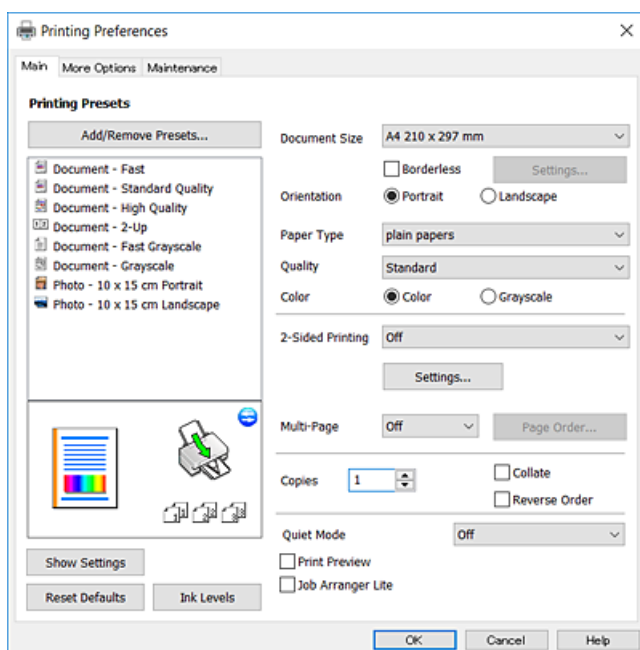 Printing Preferences
Main More Options Maintenance
Printing Presets
Add/Remove Presets...
Document - Fast
Document - Standard Quality
Document - High Quality
Document - 2-Up
Document - Fast Grayscale
Document - Grayscale
Photo - 10 x 15 cm Portrait
Photo - 10 x 15 cm Landscape
Show Settings
Reset Defaults Ink Levels
Document Size A4 210 x 297 mm
Borderless Settings...
Orientation Portrait Landscape
Paper Type plain papers
Quality Standard
Color Color Grayscale
2-Sided Printing Off
Settings...
Multi-Page Off Page Order...
Copies 1 Collate
Reverse Order
Quiet Mode Off
Print Preview
Job Arranger Lite
OK Cancel Help